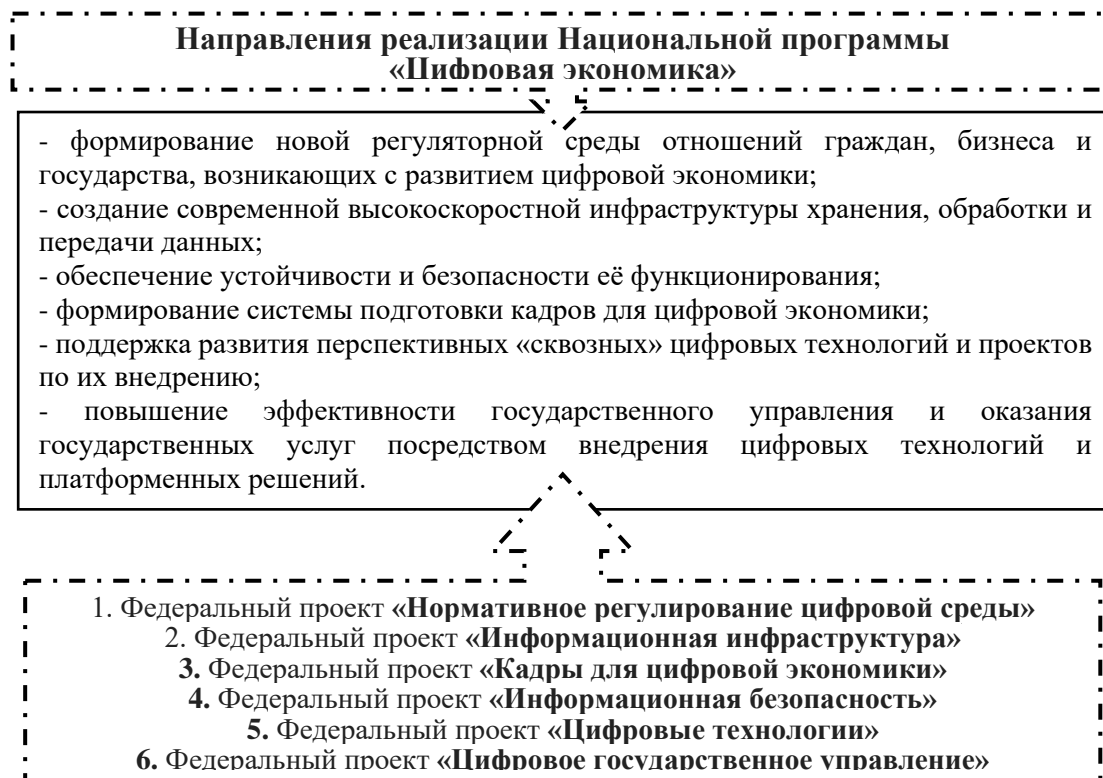 Направления реализации Национальной программы
«Цифровая экономика»
- формирование новой регуляторной среды отношений граждан, бизнеса и
государства, возникающих с развитием цифровой экономики;
- создание современной высокоскоростной инфраструктуры хранения, обработки и
передачи данных;
- обеспечение устойчивости и безопасности её функционирования;
- формирование системы подготовки кадров для цифровой экономики;
- поддержка развития перспективных «сквозных» цифровых технологий и проектов
по их внедрению;
- повышение эффективности государственного управления и оказания
государственных услуг посредством внедрения цифровых технологий и
платформенных решений.
1. Федеральный проект «Нормативное регулирование цифровой среды»
2. Федеральный проект «Информационная инфраструктура»
3. Федеральный проект «Кадры для цифровой экономики»
4. Федеральный проект «Информационная безопасность»
5. Федеральный проект «Цифровые технологии»
6. Федеральный проект «Цифровое государственное управление»